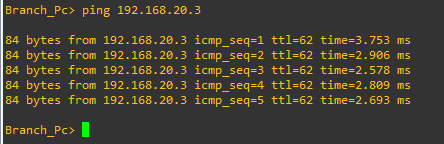 Branch_Pc> ping 192.168.20.3
84 bytes from 192.168.20.3 icmp_seq=1 ttl=62 time=3.753 ms
84 bytes from 192.168.20.3 icmp_seq=2 ttl=62 time=2.906 ms
84 bytes from 192.168.20.3 icmp_seq=3 ttl=62 time=2.578 ms
84 bytes from 192.168.20.3 icmp_seq=4 ttl=62 time=2.809 ms
84 bytes from 192.168.20.3 icmp_seq=5 ttl=62 time=2.693 ms
Branch_Pc>